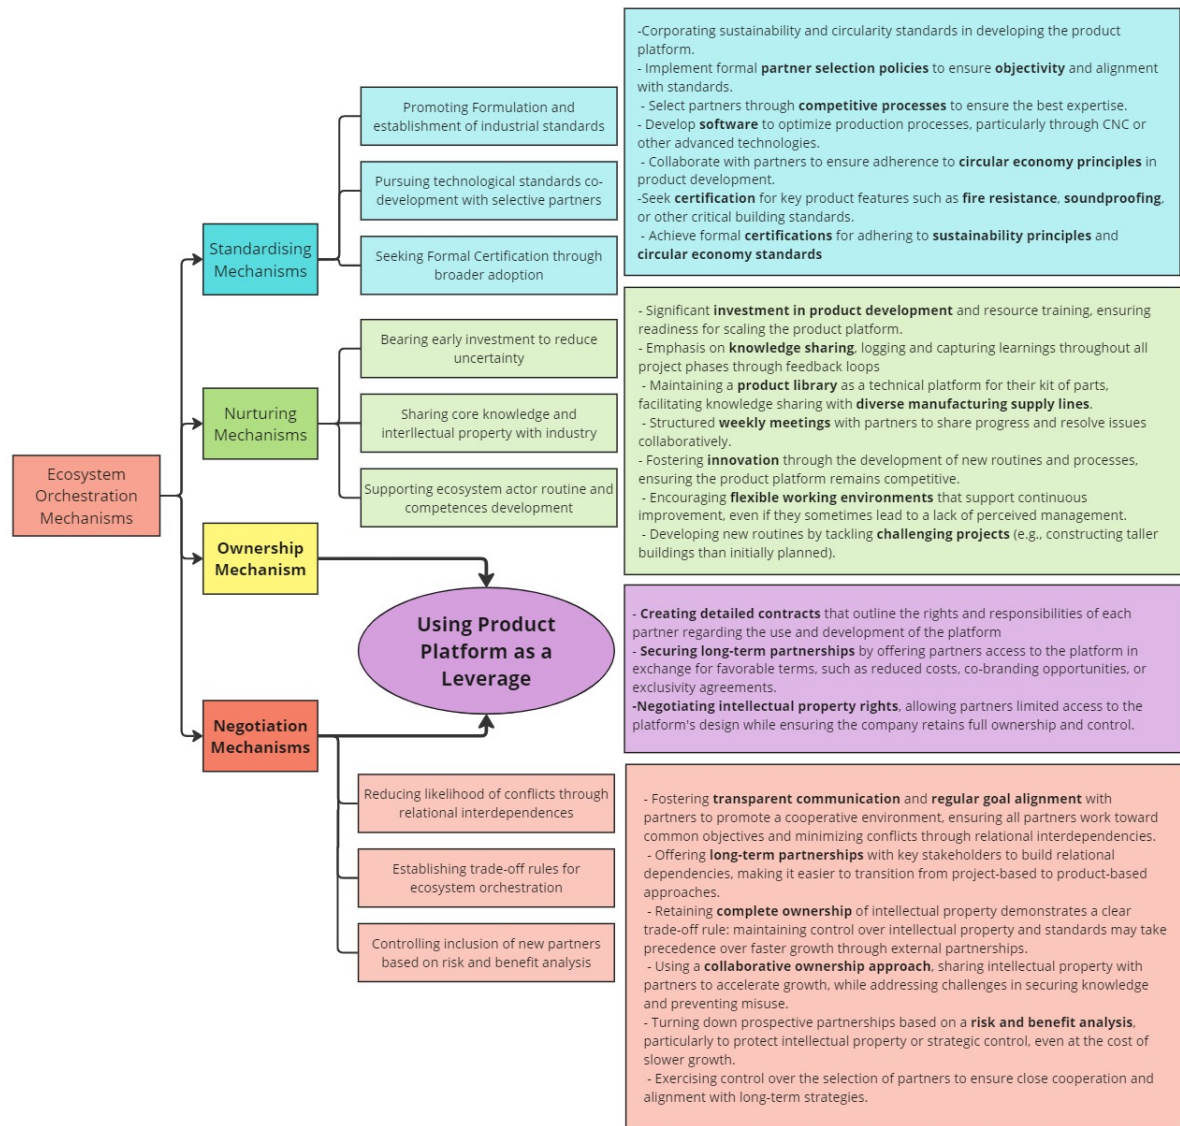 Ecosystem
Orchestration
Mechanisms
Standardising
Mechanisms
Promoting Formulation and
establishment of industrial standards
Pursuing technological standards co-
development with selective partners
Seeking Formal Certification through
broader adoption
-Corporating sustainability and circularity standards in developing the product
platform.
- Implement formal partner selection policies to ensure objectivity and alignment
with standards.
- Select partners through competitive processes to ensure the best expertise.
- Develop software to optimize production processes, particularly through CNC or
other advanced technologies.
- Collaborate with partners to ensure adherence to circular economy principles in
product development.
-Seek certification for key product features such as fire resistance, soundproofing,
or other critical building standards.
- Achieve formal certifications for adhering to sustainability principles and
circular economy standards
Nurturing
Mechanisms
Bearing early investment to reduce
uncertainty
Sharing core knowledge and
interllectual property with industry
Supporting ecosystem actor routine and
competences development
- Significant investment in product development and resource training, ensuring
readiness for scaling the product platform.
- Emphasis on knowledge sharing, logging and capturing learnings throughout all
project phases through feedback loops
- Maintaining a product library as a technical platform for their kit of parts,
facilitating knowledge sharing with diverse manufacturing supply lines.
- Structured weekly meetings with partners to share progress and resolve issues
collaboratively.
- Fostering innovation through the development of new routines and processes,
ensuring the product platform remains competitive.
- Encouraging flexible working environments that support continuous
improvement, even if they sometimes lead to a lack of perceived management.
- Developing new routines by tackling challenging projects (e.g., constructing taller
buildings than initially planned).
Ownership
Mechanism
Using Product
Platform as a
Leverage
- Creating detailed contracts that outline the rights and responsibilities of each
partner regarding the use and development of the platform
- Securing long-term partnerships by offering partners access to the platform in
exchange for favorable terms, such as reduced costs, co-branding opportunities, or
exclusivity agreements.
-Negotiating intellectual property rights, allowing partners limited access to the
platform's design while ensuring the company retains full ownership and control.
Negotiation
Mechanisms
Reducing likelihood of conflicts through
relational interdependences
Establishing trade-off rules for
ecosystem orchestration
Controlling inclusion of new partners
based on risk and benefit analysis
- Fostering transparent communication and regular goal alignment with
partners to promote a cooperative environment, ensuring all partners work toward
common objectives and minimizing conflicts through relational interdependencies.
- Offering long-term partnerships with key stakeholders to build relational
dependencies, making it easier to transition from project-based to product-based
approaches.
- Retaining complete ownership of intellectual property demonstrates a clear
trade-off rule: maintaining control over intellectual property and standards may take
precedence over faster growth through external partnerships.
- Using a collaborative ownership approach, sharing intellectual property with
partners to accelerate growth, while addressing challenges in securing knowledge
and preventing misuse.
- Turning down prospective partnerships based on a risk and benefit analysis,
particularly to protect intellectual property or strategic control, even at the cost of
slower growth.
- Exercising control over the selection of partners to ensure close cooperation and
alignment with long-term strategies.